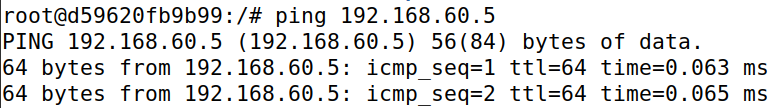 root@d59620fb9b99:/# ping 192.168.60.5
PING 192.168.60.5 (192.168.60.5) 56(84) bytes of data.
64 bytes from 192.168.60.5: icmp_seq=1 ttl=64 time=0.063 ms
64 bytes from 192.168.60.5: icmp_seq=2 ttl=64 time=0.065 ms